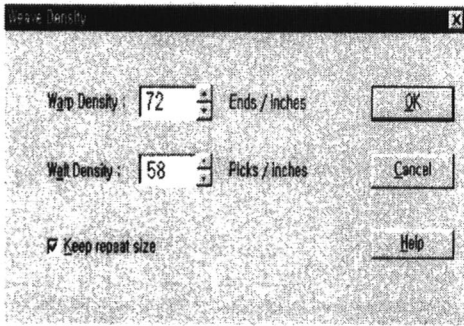 Weave Density
Warp Density : 72 Ends / inches OK
Weft Density : 58 Picks / inches Cancel
Keep repeat size Help